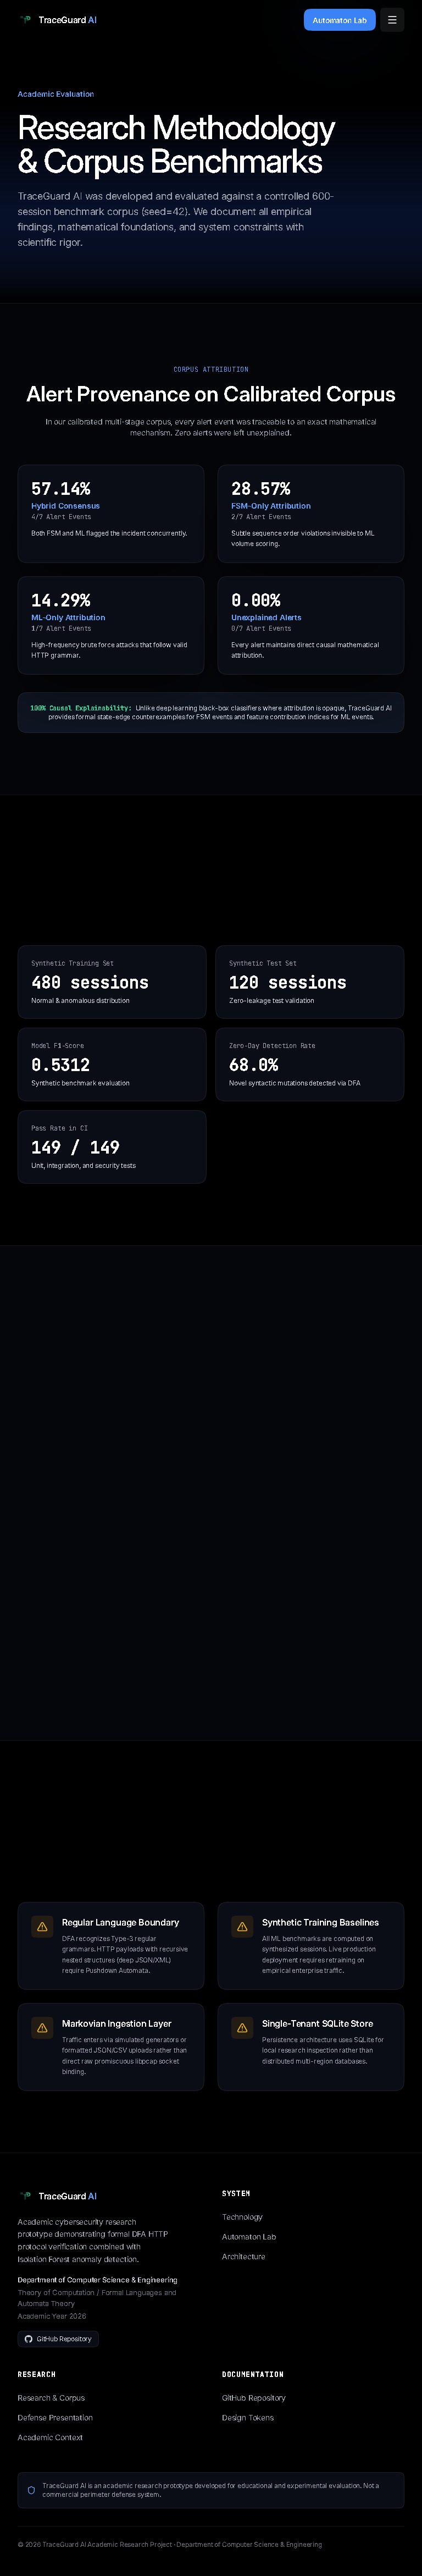 TraceGuard AI
Automaton Lab
Academic Evaluation
Research Methodology
& Corpus Benchmarks
TraceGuard AI was developed and evaluated against a controlled 600-
session benchmark corpus (seed=42). We document all empirical
findings, mathematical foundations, and system constraints with
scientific rigor.
CORPUS ATTRIBUTION
Alert Provenance on Calibrated Corpus
In our calibrated multi-stage corpus, every alert event was traceable to an exact mathematical
mechanism. Zero alerts were left unexplained.
57.14%
Hybrid Consensus
4/7 Alert Events
Both FSM and ML flagged the incident concurrently.
28.57%
FSM-Only Attribution
2/7 Alert Events
Subtle sequence order violations invisible to ML
volume scoring.
14.29%
ML-Only Attribution
1/7 Alert Events
High-frequency brute force attacks that follow valid
HTTP grammar.
0.00%
Unexplained Alerts
0/7 Alert Events
Every alert maintains direct causal mathematical
attribution.
100% Causal Explainability: Unlike deep learning black-box classifiers where attribution is opaque, TraceGuard AI
provides formal state-edge counterexamples for FSM events and feature contribution indices for ML events.
Synthetic Training Set
480 sessions
Normal & anomalous distribution
Synthetic Test Set
120 sessions
Zero-leakage test validation
Model F1-Score
0.5312
Synthetic benchmark evaluation
Zero-Day Detection Rate
68.0%
Novel syntactic mutations detected via DFA
Pass Rate in CI
149 / 149
Unit, integration, and security tests
Regular Language Boundary
DFA recognizes Type-3 regular
grammars. HTTP payloads with recursive
nested structures (deep JSON/XML)
require Pushdown Automata.
Synthetic Training Baselines
All ML benchmarks are computed on
synthesized sessions. Live production
deployment requires retraining on
empirical enterprise traffic.
Markovian Ingestion Layer
Traffic enters via simulated generators or
formatted JSON/CSV uploads rather than
direct raw promiscuous libpcap socket
binding.
Single-Tenant SQLite Store
Persistence architecture uses SQLite for
local research inspection rather than
distributed multi-region databases.
TraceGuard AI
Academic cybersecurity research
prototype demonstrating formal DFA HTTP
protocol verification combined with
Isolation Forest anomaly detection.
Department of Computer Science & Engineering
Theory of Computation / Formal Languages and
Automata Theory
Academic Year 2026
GitHub Repository
SYSTEM
Technology
Automaton Lab
Architecture
RESEARCH
Research & Corpus
Defense Presentation
Academic Context
DOCUMENTATION
GitHub Repository
Design Tokens
TraceGuard AI is an academic research prototype developed for educational and experimental evaluation. Not a
commercial perimeter defense system.
© 2026 TraceGuard AI Academic Research Project · Department of Computer Science & Engineering